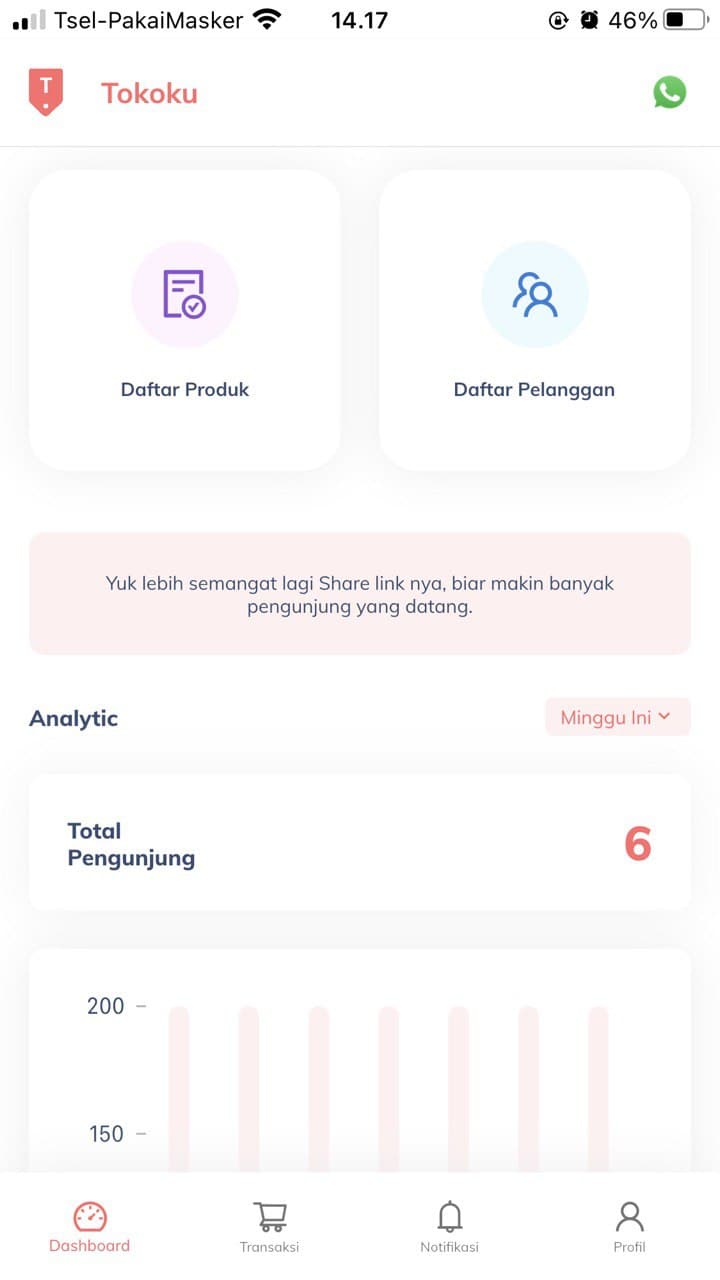 Tsel-PakaiMasker 14.17 46%
T
Tokoku
Daftar Produk
Daftar Pelanggan
Yuk lebih semangat lagi Share link nya, biar makin banyak
pengunjung yang datang.
Analytic
Minggu Ini
Total
Pengunjung
6
200
150
Dashboard
Transaksi
Notifikasi
Profil